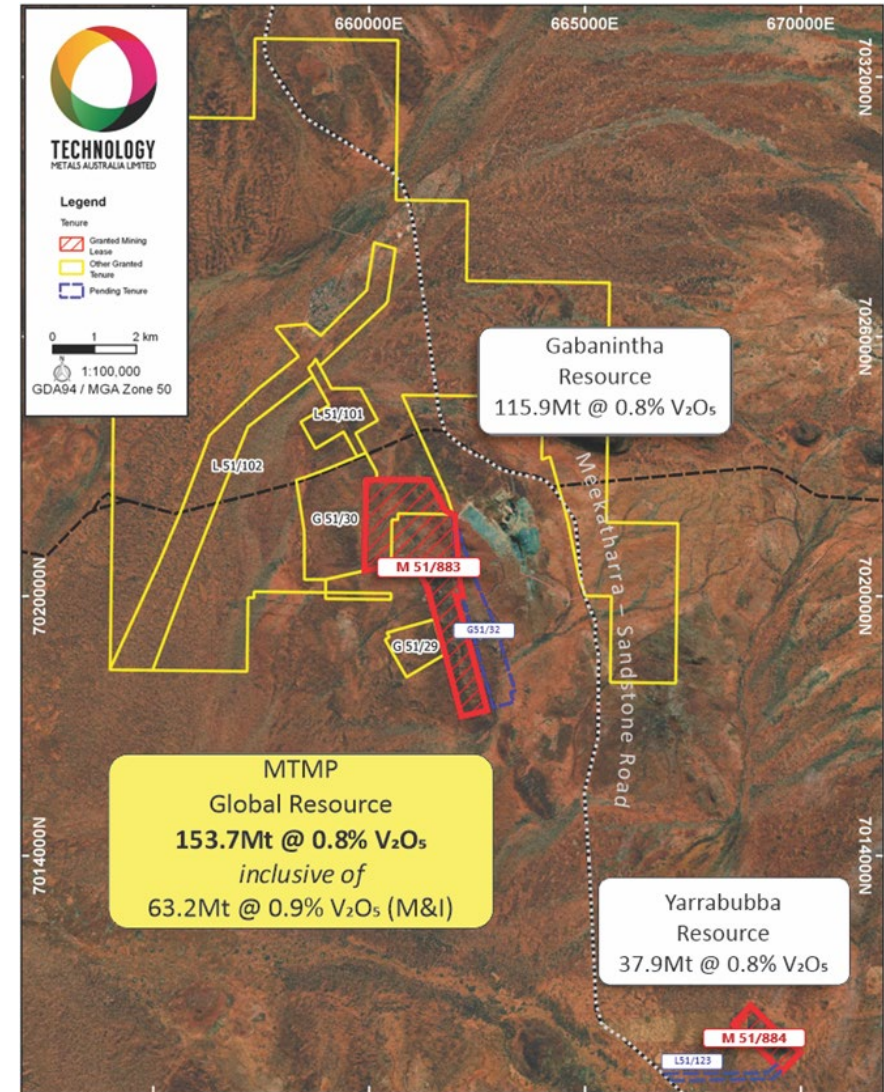 660000E
665000E
670000E
TECHNOLOGY
METALS AUSTRALIA LIMITED
Legend
Tenure
Granted Mining
Lease
Other Granted
Tenure
Pending Tenure
0 1 2 km
N
1:100,000
GDA94 / MGA Zone 50
7032000N
7026000N
Gabanintha
Resource
115.9Mt @ 0.8% V₂O₅
L 51/101
L 51/102
G 51/30
M 51/883
Meekatharra – Sandstone Road
7020000N
7020000N
G51/32
G 51/29
MTMP
Global Resource
153.7Mt @ 0.8% V₂O₅
inclusive of
63.2Mt @ 0.9% V₂O₅ (M&I)
7014000N
Yarrabubba
Resource
37.9Mt @ 0.8% V₂O₅
M 51/884
L51/123